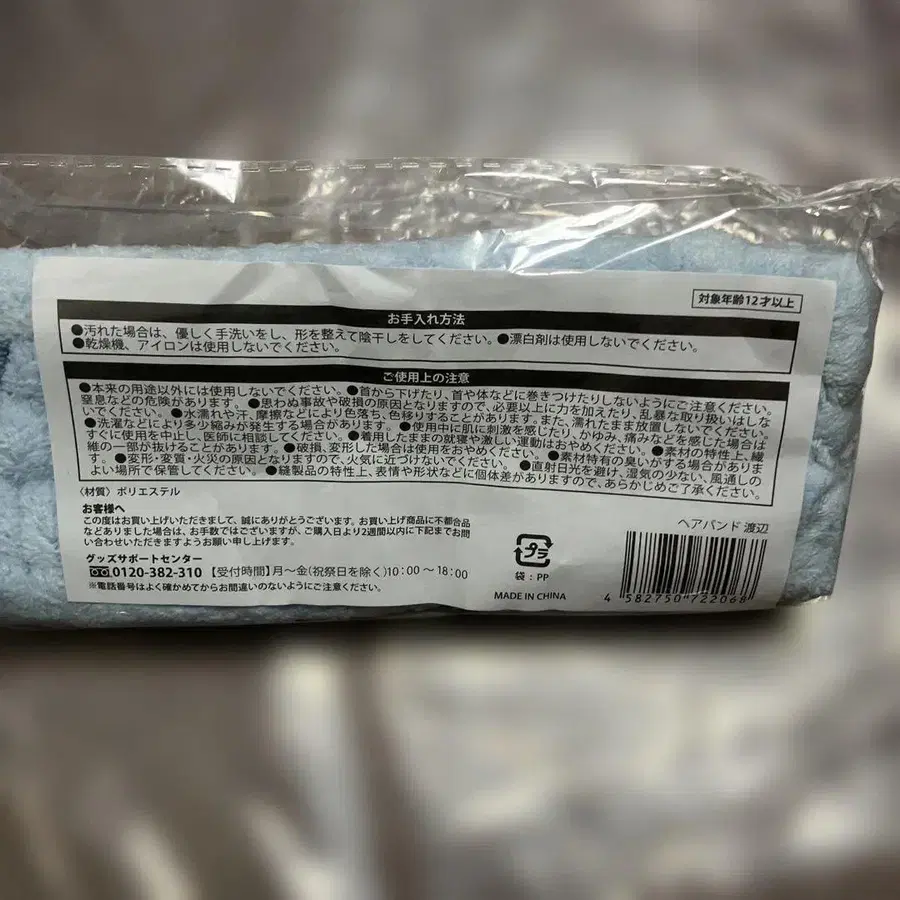 対象年齢12才以上
お手入れ方法
●汚れた場合は、優しく手洗いをし、形を整えて陰干しをしてください。●漂白剤は使用しないでください。
●乾燥機、アイロンは使用しないでください。
ご使用上の注意
●本来の用途以外には使用しないでください。●首から下げたり、首や体などに巻きつけたりしないようにご注意ください。
窒息などの危険があります。●思わぬ事故や破損の原因となりますので、必要以上に力を加えたり、乱暴な取り扱いはしな
いでください。●水濡れや汗、摩擦などにより色落ち、色移りすることがあります。また、濡れたまま放置しないでください。
●洗濯などにより多少縮みが発生する場合があります。●使用中に肌に刺激を感じたり、かゆみ、痛みなどを感じた場合は
すぐに使用を中止し、医師に相談してください。●着用したままの就寝や激しい運動はおやめください。●素材の特性上、繊
維の一部が抜けることがあります。●破損、変形した場合は使用をおやめください。●素材特有の臭いがする場合がありま
す。●変形・変質・火災の原因となりますので、火気に近づけないでください。●直射日光を避け、湿気の少ない、風通しの
よい場所で保管してください。●縫製品の特性上、表情や形状などに個体差がありますので、あらかじめご了承ください。
〈材質〉ポリエステル
お客様へ
この度はお買い上げいただきまして、誠にありがとうございます。お買い上げ商品に不都合品
などありました場合は、お手数ではございますが、ご購入日より2週間以内に下記までお問
い合わせいただきますようお願い申し上げます。
グッズサポートセンター
0120-382-310【受付時間】月～金(祝祭日を除く)10:00～18:00
※電話番号はよく確かめてからお間違いのないようにご注意ください。
プラ
袋：PP
MADE IN CHINA
ヘアバンド 渡辺
4 582750 722068